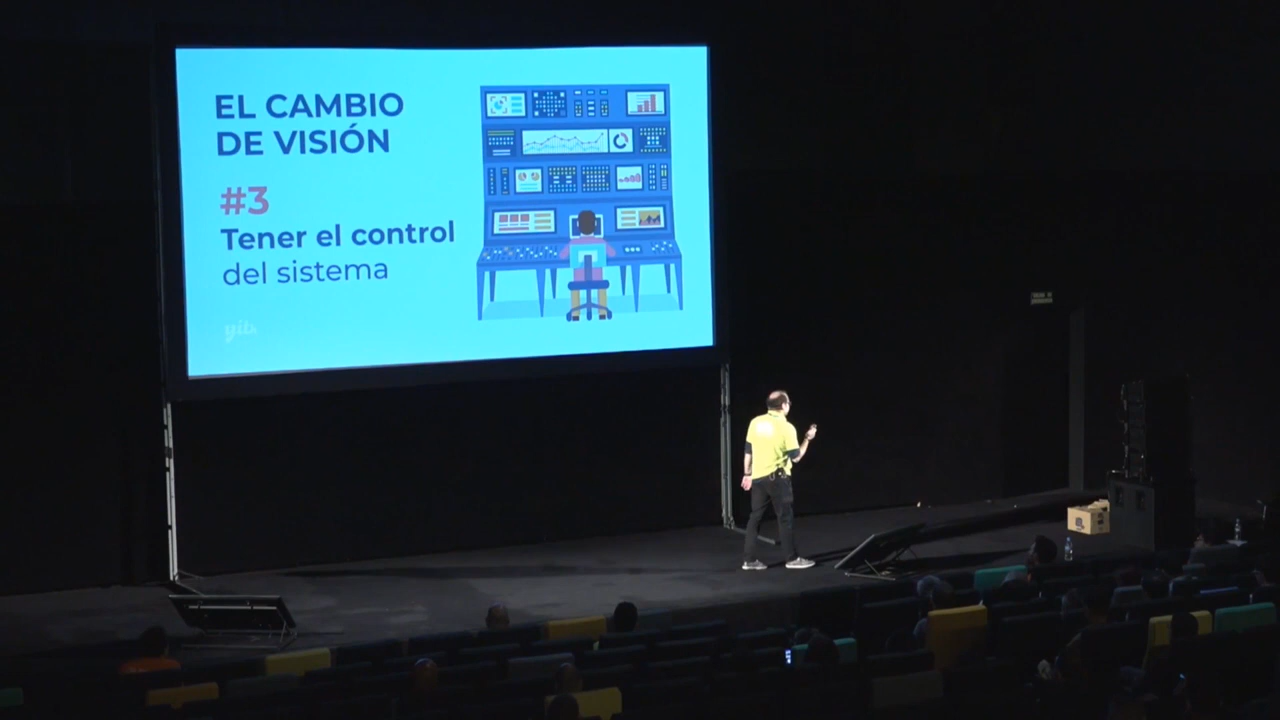 EL CAMBIO
DE VISIÓN
#3
Tener el control
del sistema